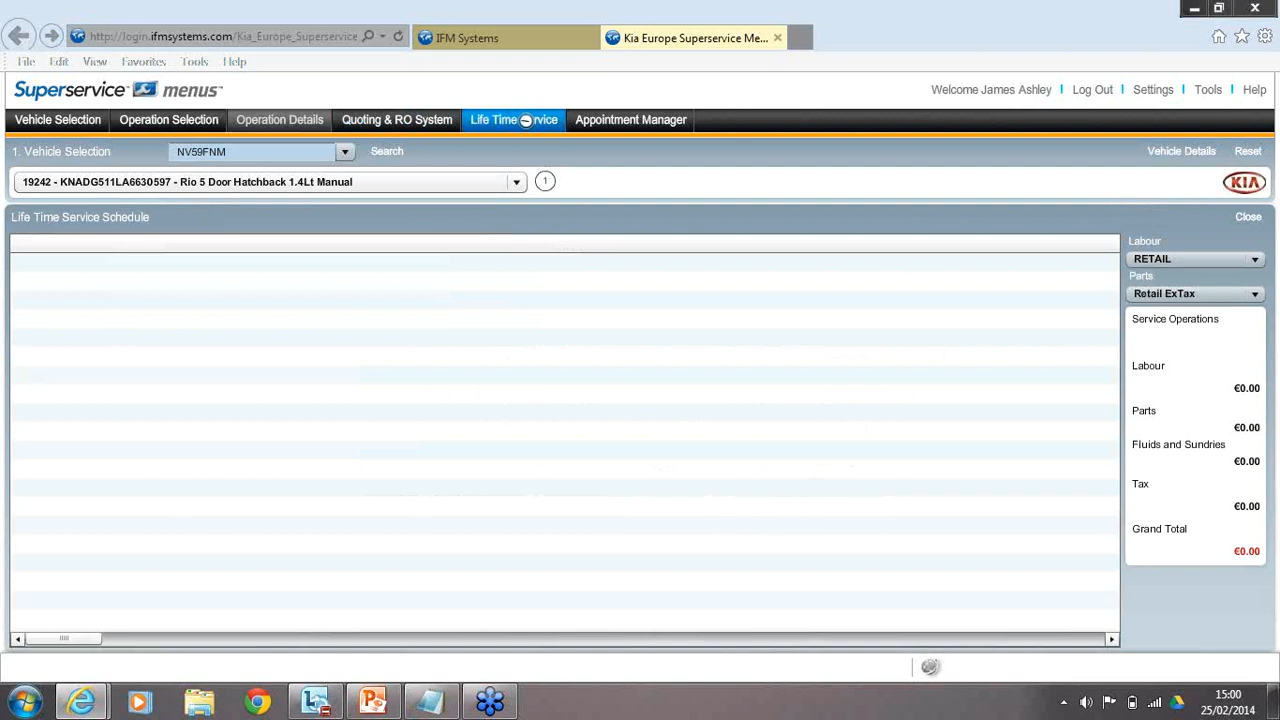 http://login.ifmsystems.com/Kia_Europe_Superservice
IFM Systems
Kia Europe Superservice Me...
File Edit View Favorites Tools Help
Superservice menus
Welcome James Ashley Log Out Settings Tools Help
Vehicle Selection Operation Selection Operation Details Quoting & RO System Life Time Service Appointment Manager
1. Vehicle Selection NV59FNM Search Vehicle Details Reset
19242 - KNADG511LA6630597 - Rio 5 Door Hatchback 1.4Lt Manual 1 KIA
Life Time Service Schedule Close
Labour
RETAIL
Parts
Retail ExTax
Service Operations
Labour
€0.00
Parts
€0.00
Fluids and Sundries
€0.00
Tax
€0.00
Grand Total
€0.00
15:00
25/02/2014